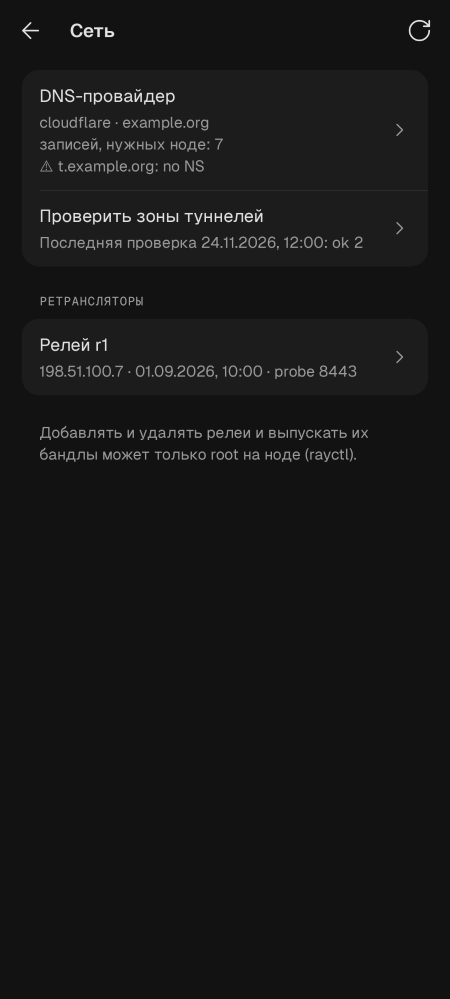 Сеть
DNS-провайдер
cloudflare · example.org
записей, нужных ноде: 7
⚠ t.example.org: no NS
Проверить зоны туннелей
Последняя проверка 24.11.2026, 12:00: ok 2
РЕТРАНСЛЯТОРЫ
Релей r1
198.51.100.7 · 01.09.2026, 10:00 · probe 8443
Добавлять и удалять релеи и выпускать их
бандлы может только root на ноде (rayctl).